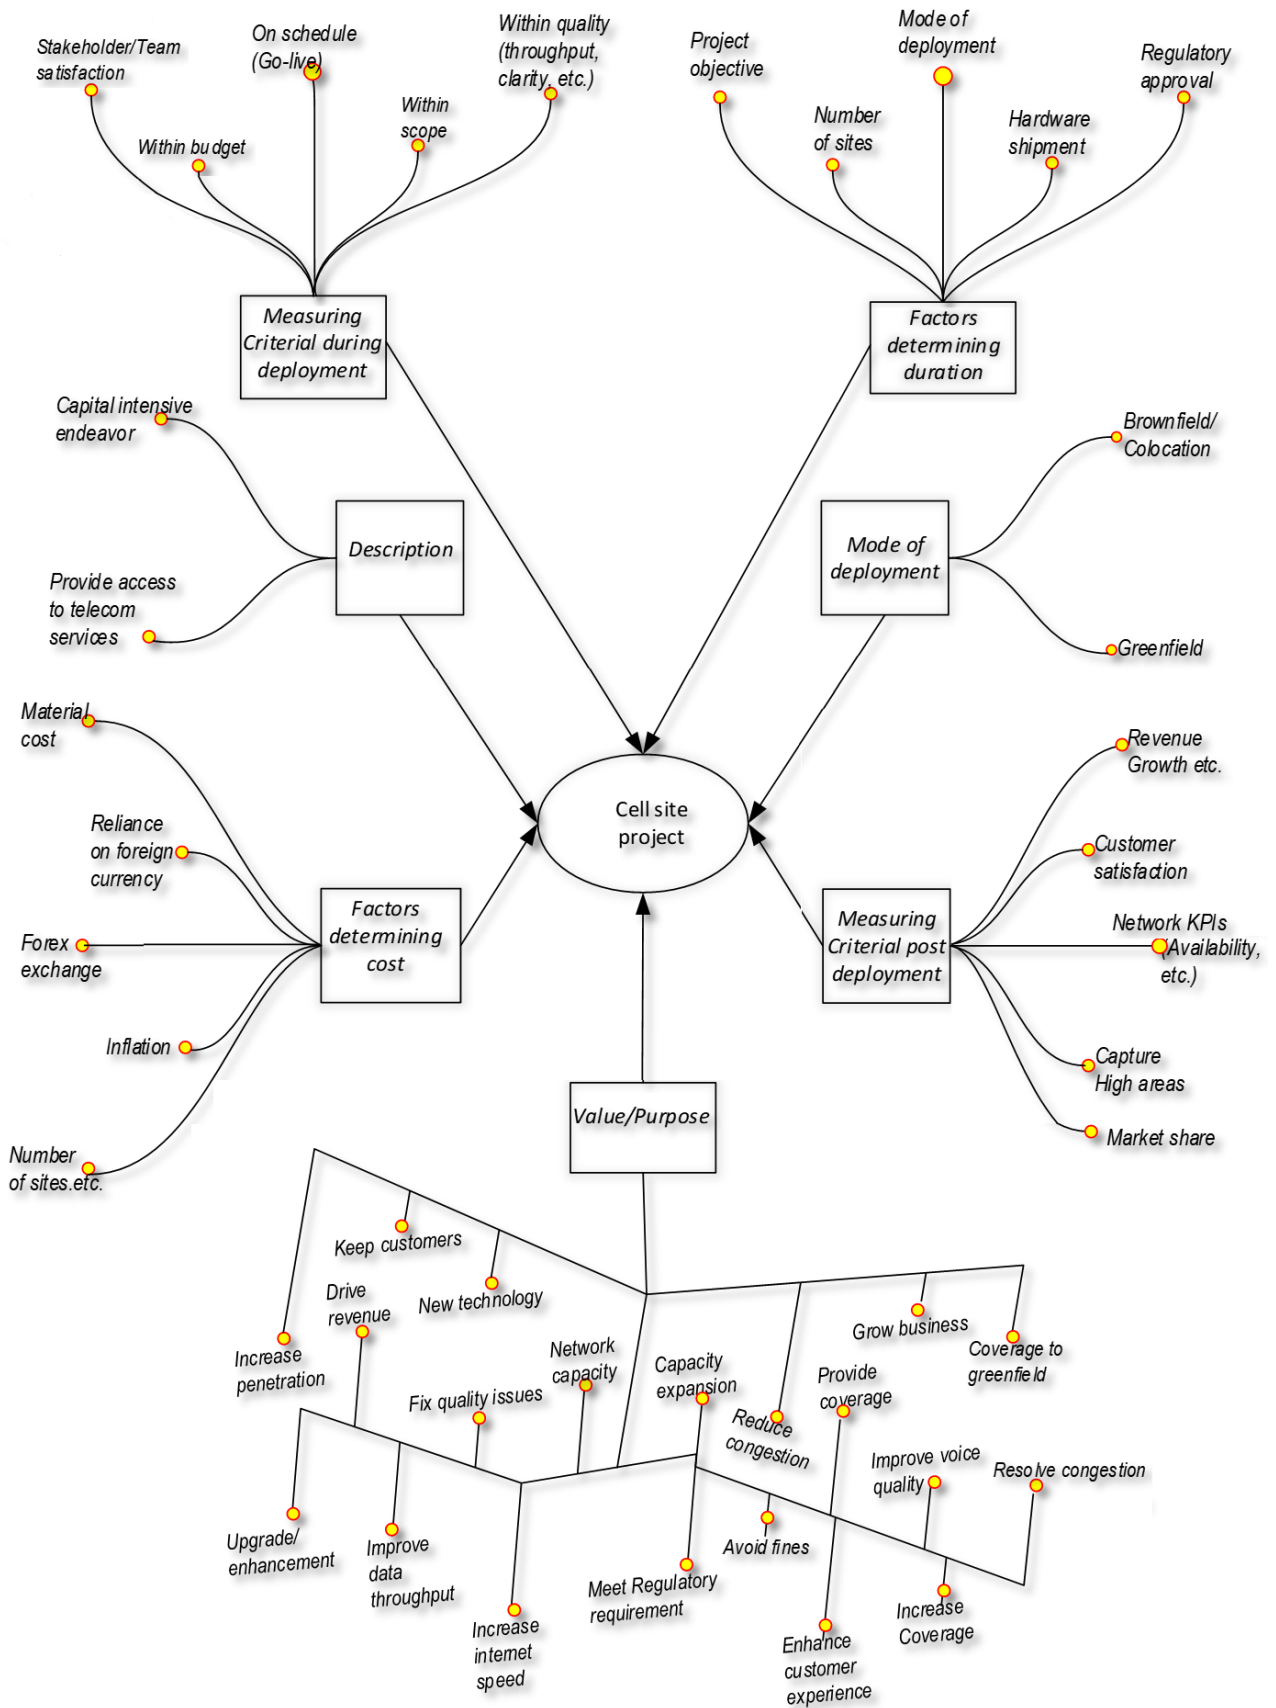 Stakeholder/Team
satisfaction
On schedule
(Go-live)
Within quality
(throughput,
clarity, etc.)
Within budget
Within
scope
Project
objective
Mode of
deployment
Regulatory
approval
Number
of sites
Hardware
shipment
Measuring
Criterial during
deployment
Factors
determining
duration
Capital intensive
endeavor
Brownfield/
Colocation
Description
Mode of
deployment
Provide access
to telecom
services
Greenfield
Material
cost
Revenue
Growth etc.
Cell site
project
Reliance
on foreign
currency
Customer
satisfaction
Factors
determining
cost
Measuring
Criterial post
deployment
Forex
exchange
Network KPIs
(Availability,
etc.)
Inflation
Capture
High areas
Value/Purpose
Number
of sites.etc.
Market share
Keep customers
New technology
Drive
revenue
Increase
penetration
Grow business
Coverage to
greenfield
Fix quality issues
Network
capacity
Capacity
expansion
Provide
coverage
Reduce
congestion
Improve voice
quality
Resolve congestion
Upgrade/
enhancement
Improve
data
throughput
Avoid fines
Meet Regulatory
requirement
Increase
internet
speed
Increase
Coverage
Enhance
customer
experience